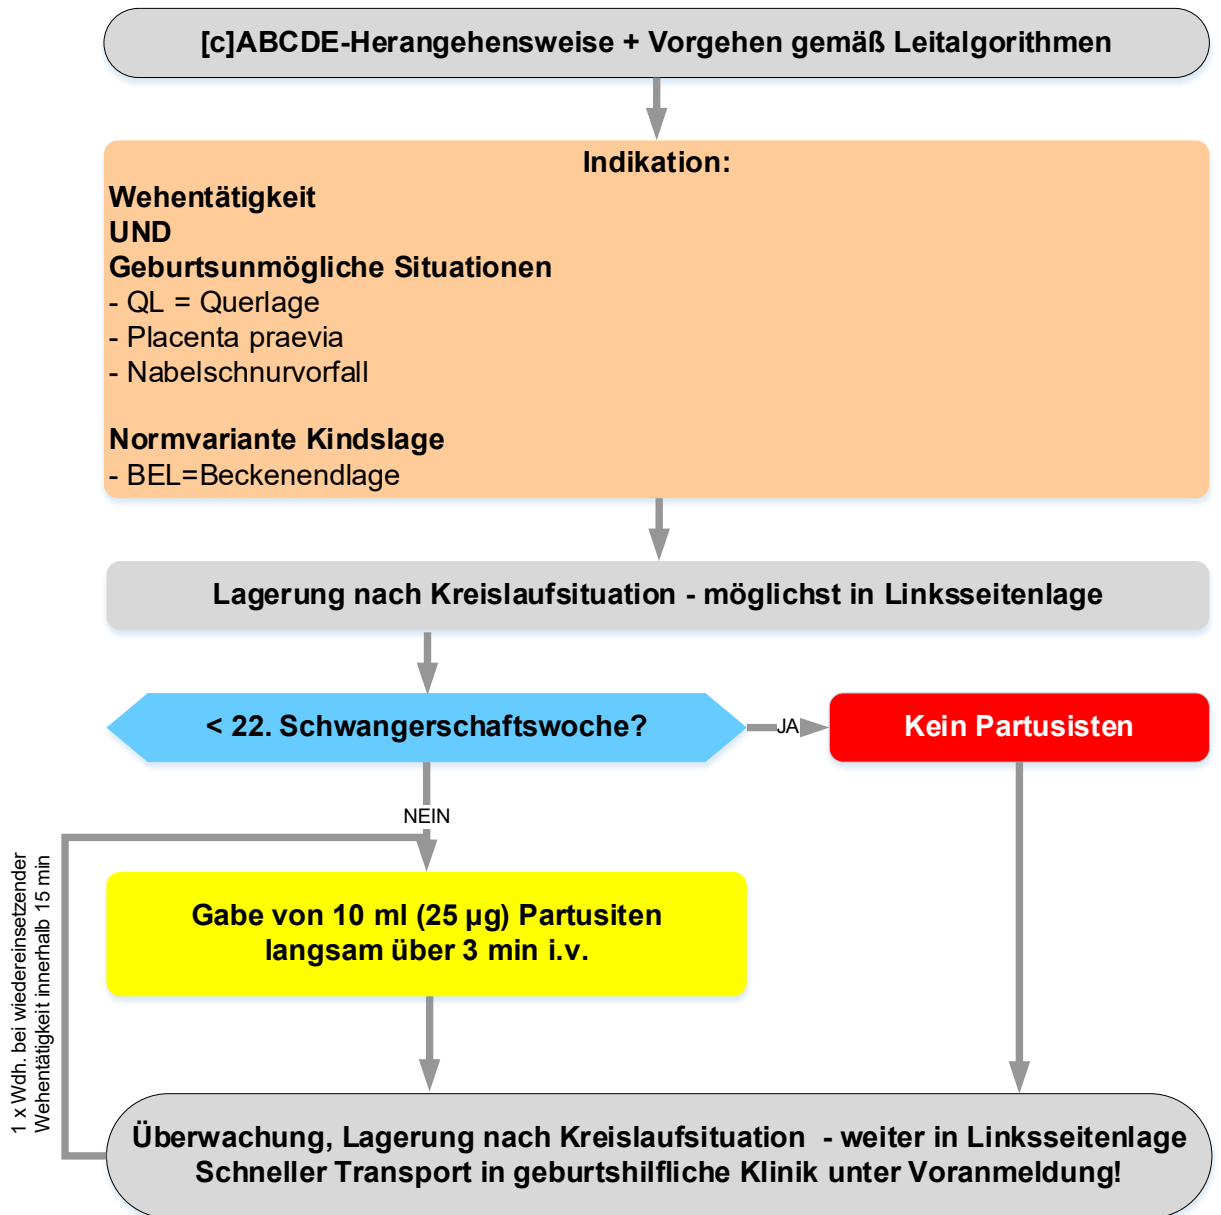 [c]ABCDE-Herangehensweise + Vorgehen gemäß Leitalgorithmen
Indikation:
Wehentätigkeit
UND
Geburtsunmögliche Situationen
- QL = Querlage
- Placenta praevia
- Nabelschnurvorfall
Normvariante Kindslage
- BEL=Beckenendlage
Lagerung nach Kreislaufsituation - möglichst in Linksseitenlage
< 22. Schwangerschaftswoche?
JA
Kein Partusisten
NEIN
1 x Wdh. bei wiedereinsetzender
Wehentätigkeit innerhalb 15 min
Gabe von 10 ml (25 µg) Partusiten
langsam über 3 min i.v.
Überwachung, Lagerung nach Kreislaufsituation - weiter in Linksseitenlage
Schneller Transport in geburtshilfliche Klinik unter Voranmeldung!